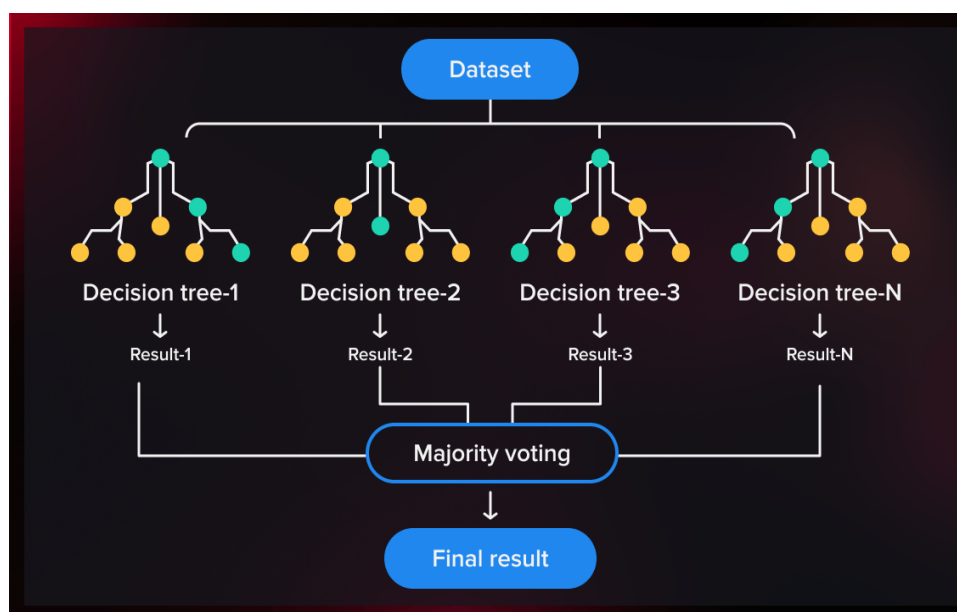 Dataset
Decision tree-1
Decision tree-2
Decision tree-3
Decision tree-N
Result-1
Result-2
Result-3
Result-N
Majority voting
Final result